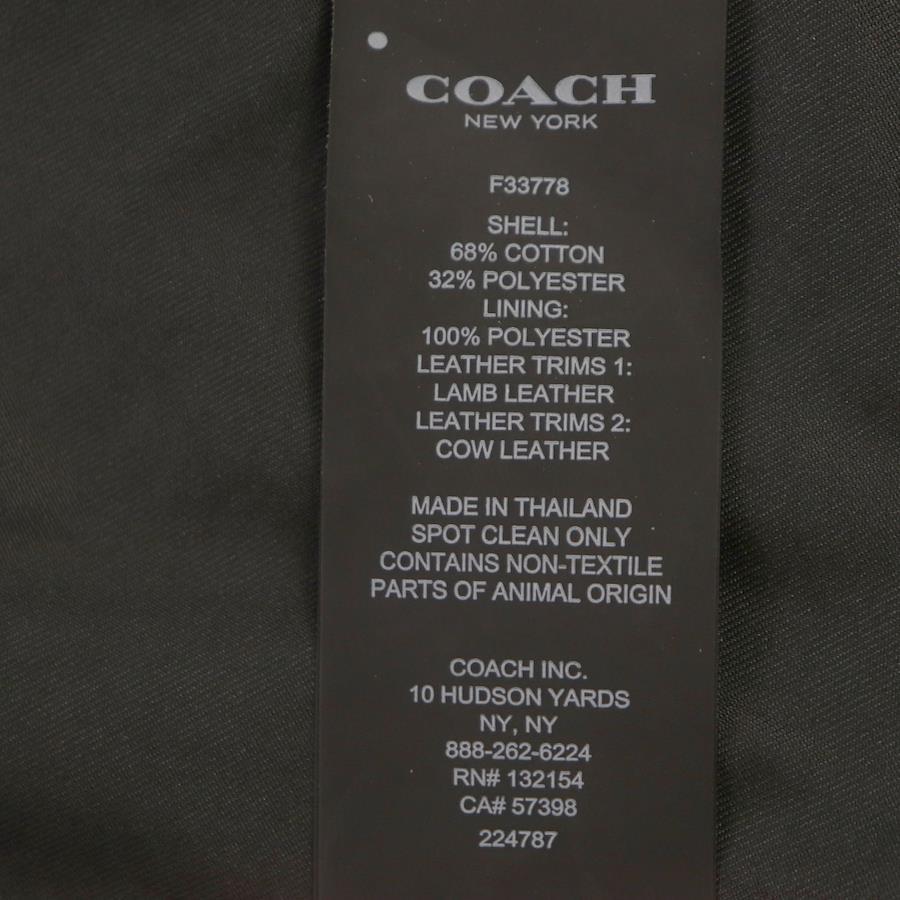 COACH
NEW YORK
F33778
SHELL:
68% COTTON
32% POLYESTER
LINING:
100% POLYESTER
LEATHER TRIMS 1:
LAMB LEATHER
LEATHER TRIMS 2:
COW LEATHER
MADE IN THAILAND
SPOT CLEAN ONLY
CONTAINS NON-TEXTILE
PARTS OF ANIMAL ORIGIN
COACH INC.
10 HUDSON YARDS
NY, NY
888-262-6224
RN# 132154
CA# 57398
224787